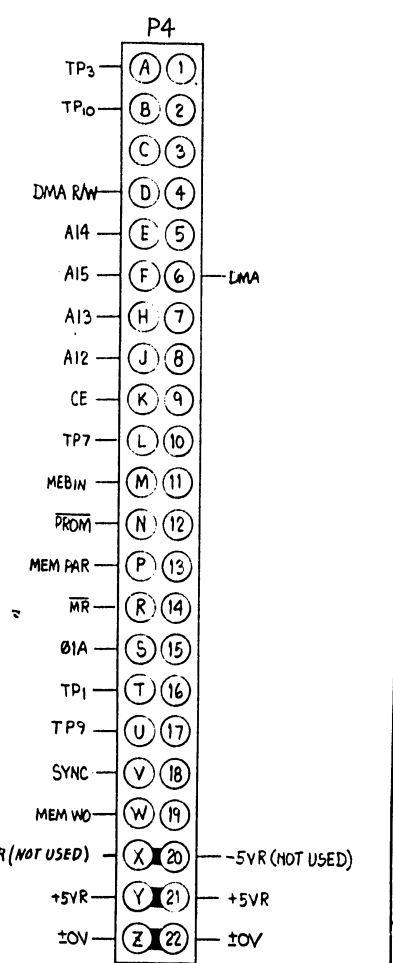 P4
TP3 A 1
TP10 B 2
C 3
DMA R/W D 4
A14 E 5
A15 F 6 DMA
A13 H 7
A12 J 8
CE K 9
TP7 L 10
MEBIN M 11
PROM N 12
MEM PAR P 13
MR R 14
Ø1A S 15
TP1 T 16
TP9 U 17
SYNC V 18
MEM WO W 19
R (NOT USED) X 20 -5VR (NOT USED)
+5VR Y 21 +5VR
±0V Z 22 ±0V